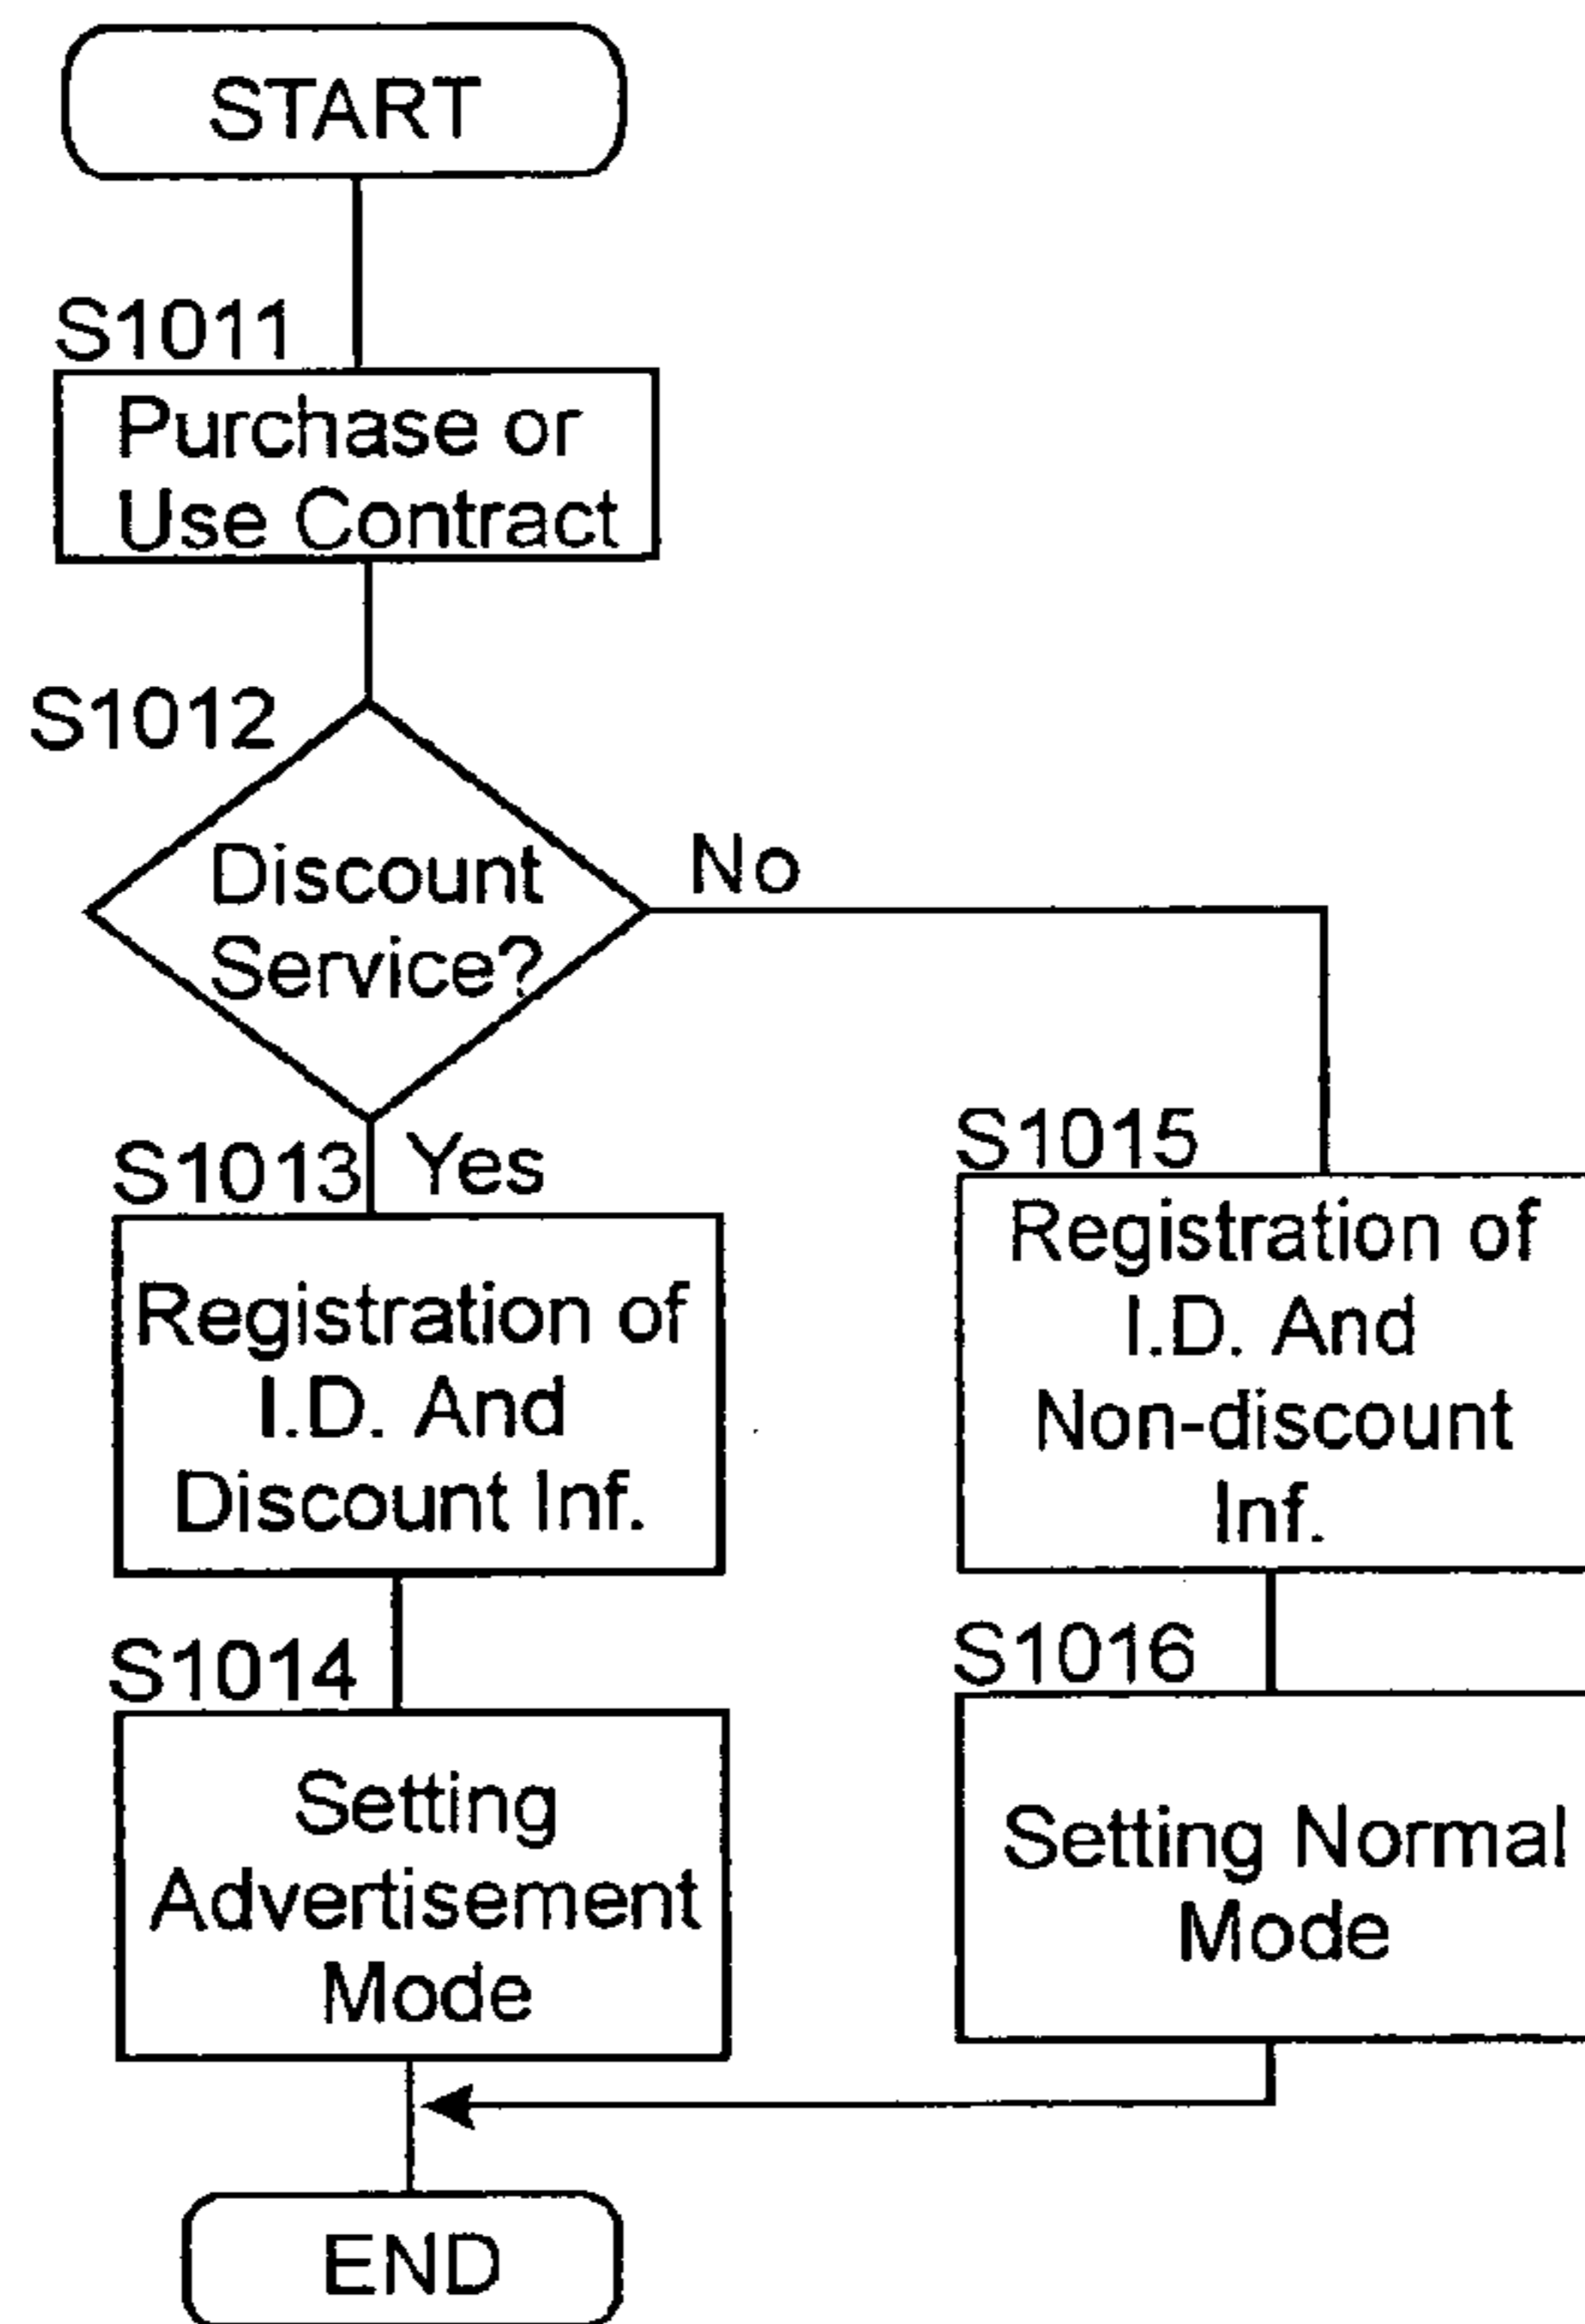 START
S1011
Purchase or
Use Contract
S1012
Discount
Service?
No
S1013
Yes
Registration of
I.D. And
Discount Inf.
S1014
Setting
Advertisement
Mode
S1015
Registration of
I.D. And
Non-discount
Inf.
S1016
Setting Normal
Mode
END